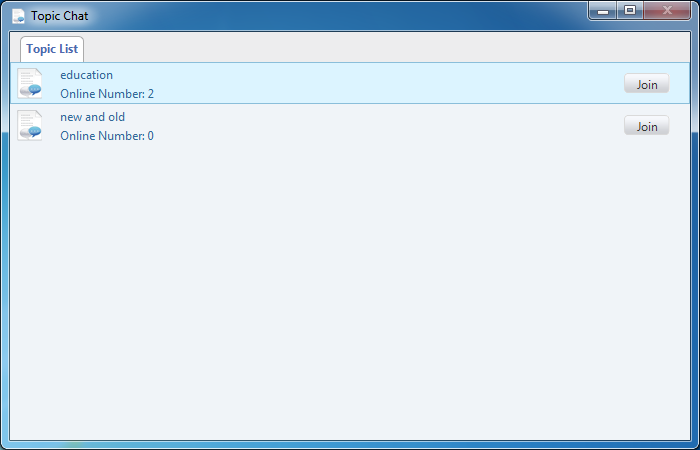 Topic Chat
Topic List
education
Online Number: 2
Join
new and old
Online Number: 0
Join